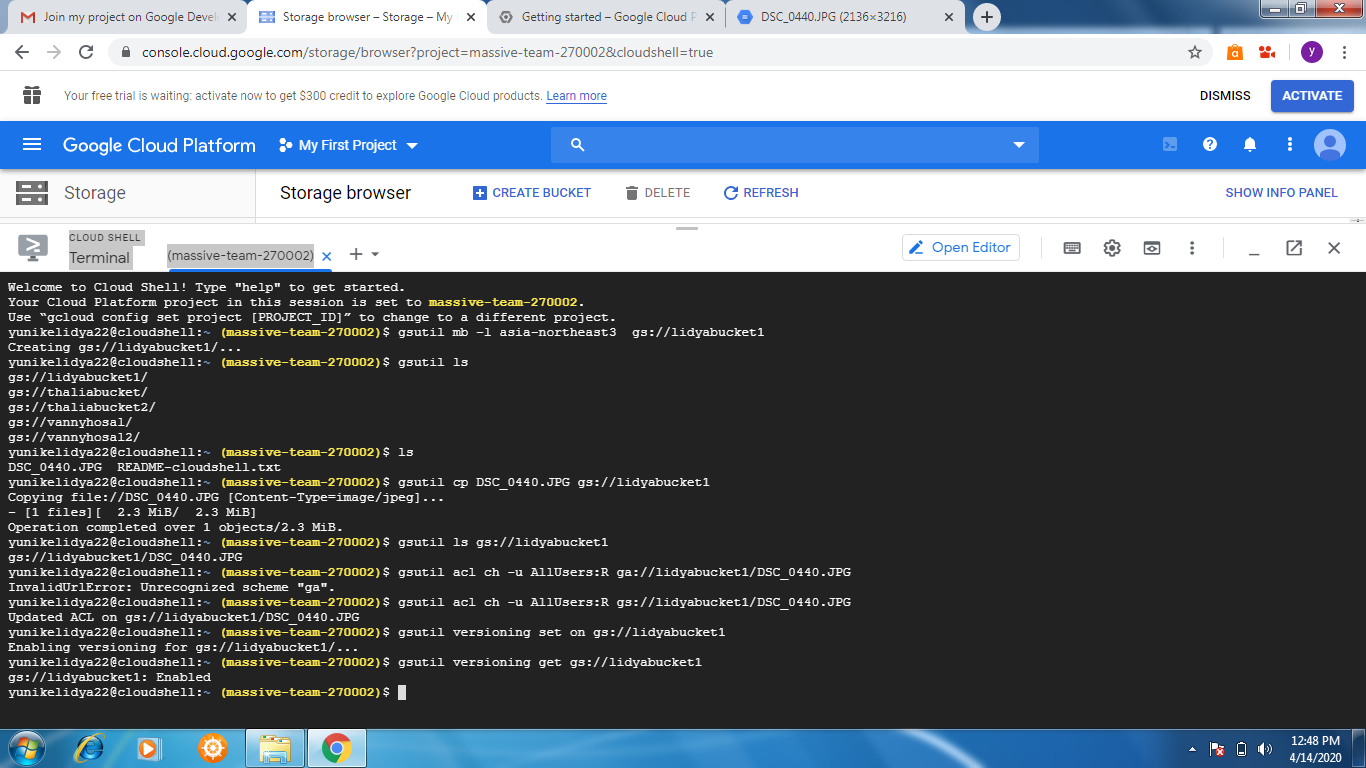 Join my project on Google Devel
Storage browser – Storage – My
Getting started – Google Cloud P
DSC_0440.JPG (2136×3216)
console.cloud.google.com/storage/browser?project=massive-team-270002&cloudshell=true
y
Your free trial is waiting: activate now to get $300 credit to explore Google Cloud products. Learn more
DISMISS
ACTIVATE
Google Cloud Platform
My First Project
Storage
Storage browser
CREATE BUCKET
DELETE
REFRESH
SHOW INFO PANEL
CLOUD SHELL
Terminal
(massive-team-270002)
Open Editor
Welcome to Cloud Shell! Type "help" to get started.
Your Cloud Platform project in this session is set to massive-team-270002.
Use “gcloud config set project [PROJECT_ID]” to change to a different project.
yunikelidya22@cloudshell:~ (massive-team-270002)$ gsutil mb -l asia-northeast3  gs://lidyabucket1
Creating gs://lidyabucket1/...
yunikelidya22@cloudshell:~ (massive-team-270002)$ gsutil ls
gs://lidyabucket1/
gs://thaliabucket/
gs://thaliabucket2/
gs://vannyhosal/
gs://vannyhosal2/
yunikelidya22@cloudshell:~ (massive-team-270002)$ ls
DSC_0440.JPG  README-cloudshell.txt
yunikelidya22@cloudshell:~ (massive-team-270002)$ gsutil cp DSC_0440.JPG gs://lidyabucket1
Copying file://DSC_0440.JPG [Content-Type=image/jpeg]...
- [1 files][  2.3 MiB/  2.3 MiB]
Operation completed over 1 objects/2.3 MiB.
yunikelidya22@cloudshell:~ (massive-team-270002)$ gsutil ls gs://lidyabucket1
gs://lidyabucket1/DSC_0440.JPG
yunikelidya22@cloudshell:~ (massive-team-270002)$ gsutil acl ch -u AllUsers:R ga://lidyabucket1/DSC_0440.JPG
InvalidUrlError: Unrecognized scheme "ga".
yunikelidya22@cloudshell:~ (massive-team-270002)$ gsutil acl ch -u AllUsers:R gs://lidyabucket1/DSC_0440.JPG
Updated ACL on gs://lidyabucket1/DSC_0440.JPG
yunikelidya22@cloudshell:~ (massive-team-270002)$ gsutil versioning set on gs://lidyabucket1
Enabling versioning for gs://lidyabucket1/...
yunikelidya22@cloudshell:~ (massive-team-270002)$ gsutil versioning get gs://lidyabucket1
gs://lidyabucket1: Enabled
yunikelidya22@cloudshell:~ (massive-team-270002)$
12:48 PM
4/14/2020